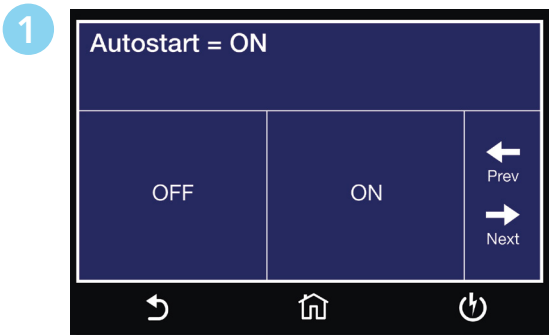 1
Autostart = ON
OFF
ON
Prev
Next